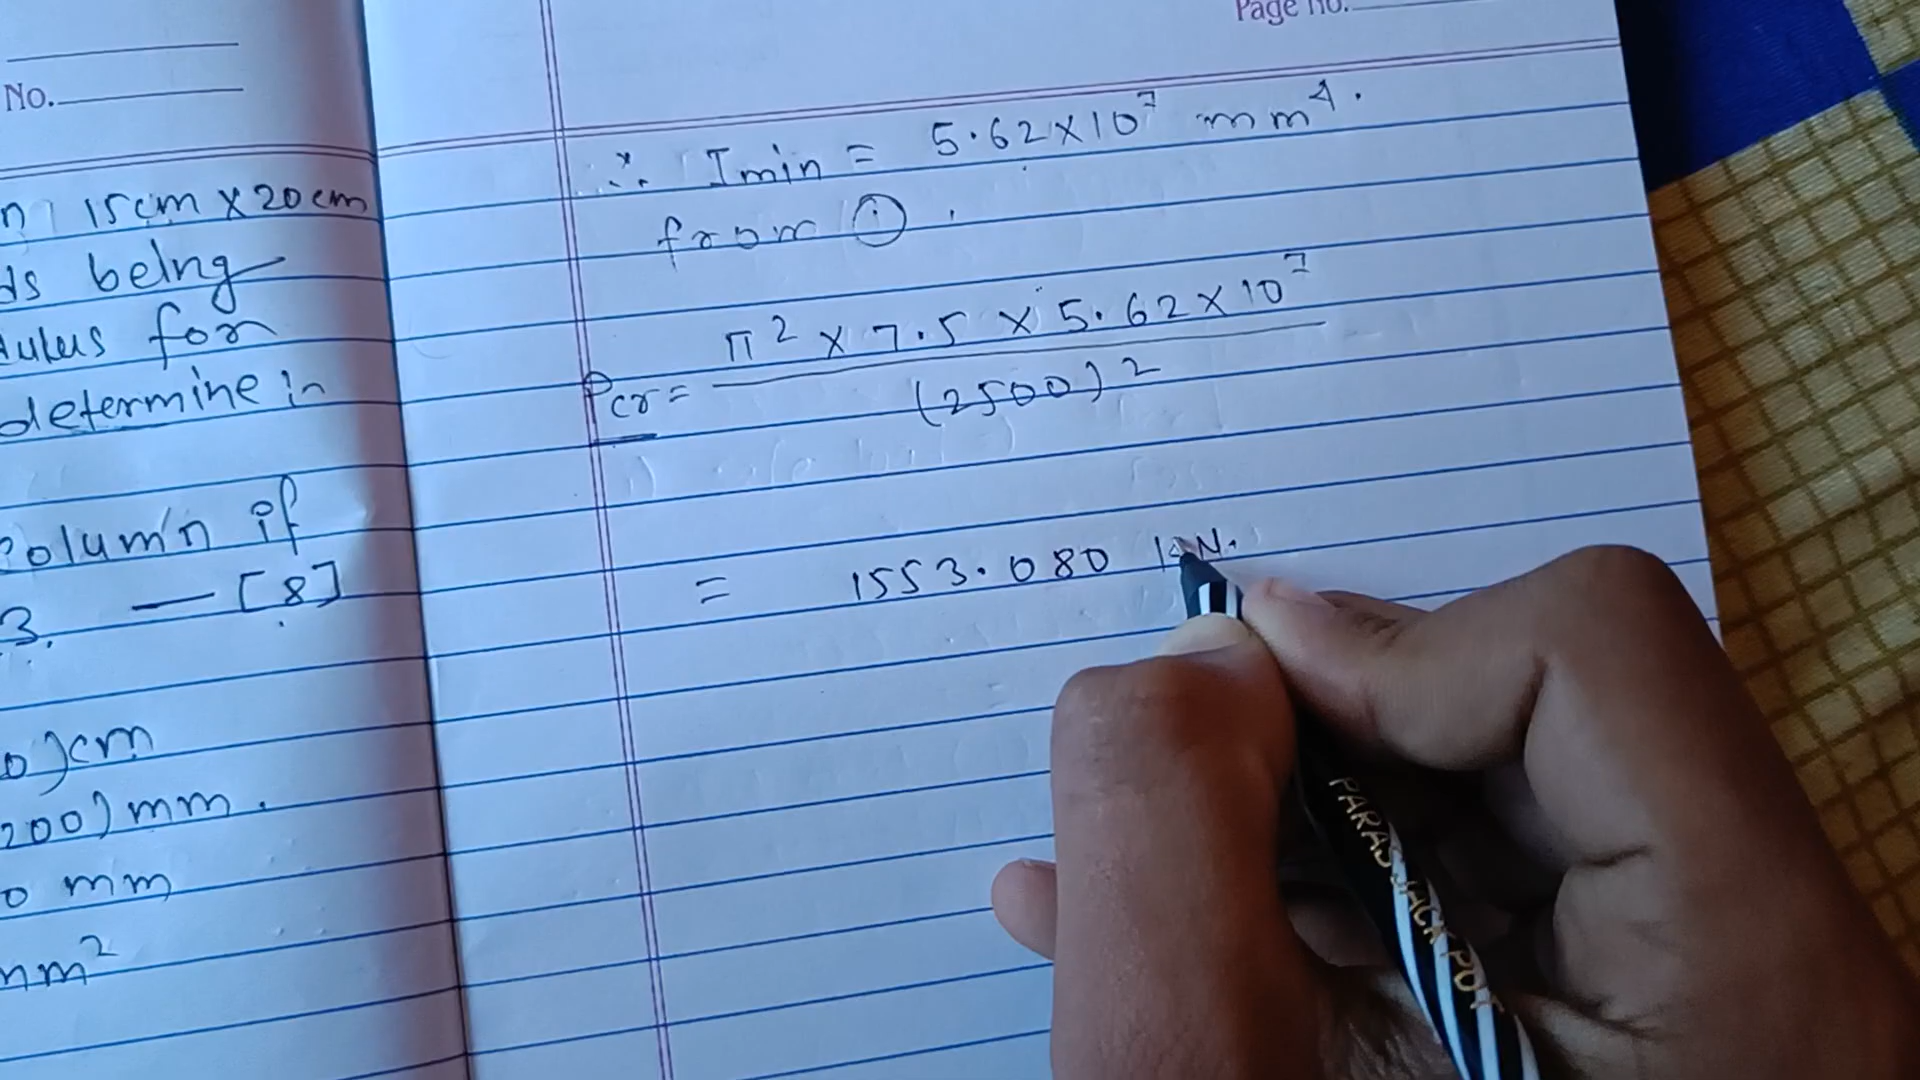 No.
n 15cm x 20cm
ds being
dulus for
determine in
column if
3. — [8]
0)cm
200) mm.
0 mm
mm²
Page no.
∴ Imin = 5.62×10⁷ mm⁴.
from ①.
π² × 7.5 × 5.62×10⁷
Pcr =
(2500)²
= 1553.080 kN.
PARAS JACK POT